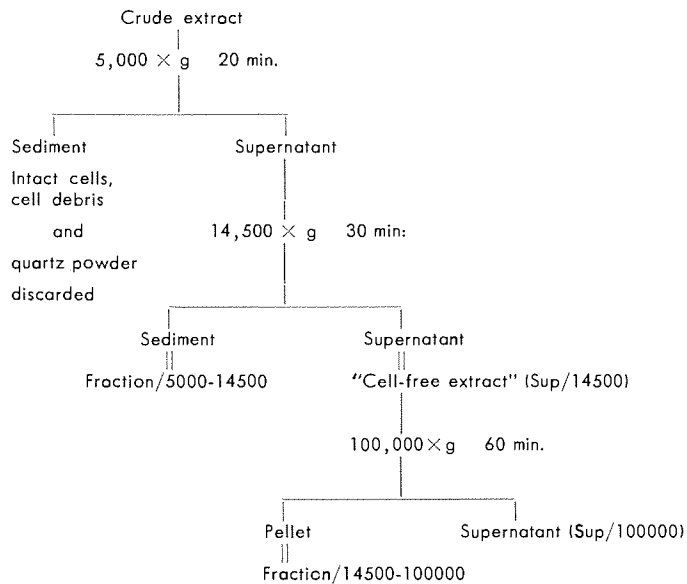 Crude extract
5,000 × g 20 min.
Sediment Supernatant
Intact cells,
cell debris
and 14,500 × g 30 min:
quartz powder
discarded
Sediment Supernatant
Fraction/5000-14500 "Cell-free extract" (Sup/14500)
100,000×g 60 min.
Pellet Supernatant (Sup/100000)
Fraction/14500-100000